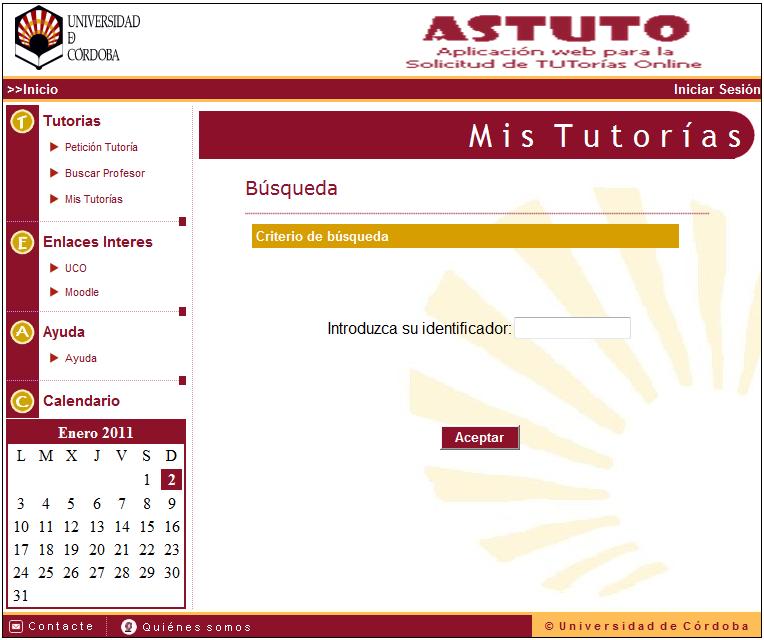 UNIVERSIDAD
Ð
CÓRDOBA
ASTUTO
Aplicación web para la
Solicitud de TUTorías Online
>>Inicio
Iniciar Sesión
T Tutorias
Petición Tutoría
Buscar Profesor
Mis Tutorías
E Enlaces Interes
UCO
Moodle
A Ayuda
Ayuda
C Calendario
Enero 2011
L M X J V S D
1 2
3 4 5 6 7 8 9
10 11 12 13 14 15 16
17 18 19 20 21 22 23
24 25 26 27 28 29 30
31
Mis Tutorías
Búsqueda
Criterio de búsqueda
Introduzca su identificador:
Aceptar
Contacte
Quiénes somos
© Universidad de Córdoba